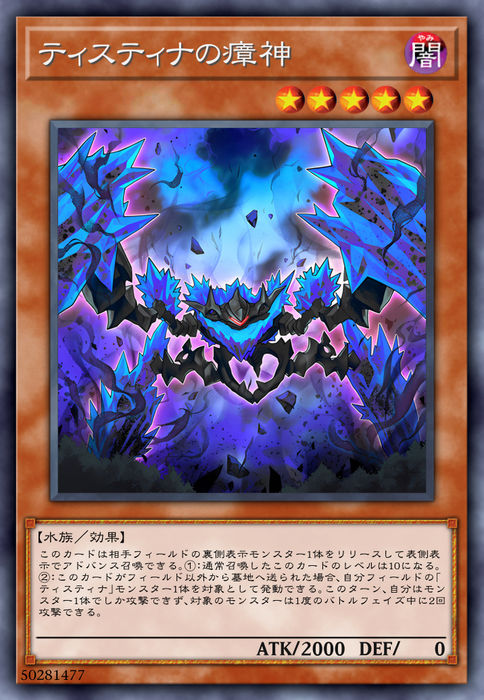 ティスティナの瘴神
やみ
闇
【水族／効果】
このカードは相手フィールドの裏側表示モンスター1体をリリースして表側表
示でアドバンス召喚できる。①：通常召喚したこのカードのレベルは10になる。
②：このカードがフィールド以外から墓地へ送られた場合、自分フィールドの「
ティスティナ」モンスター1体を対象として発動できる。このターン、自分はモン
スター1体でしか攻撃できず、対象のモンスターは1度のバトルフェイズ中に2回
攻撃できる。
ATK/2000 DEF/ 0
50281477